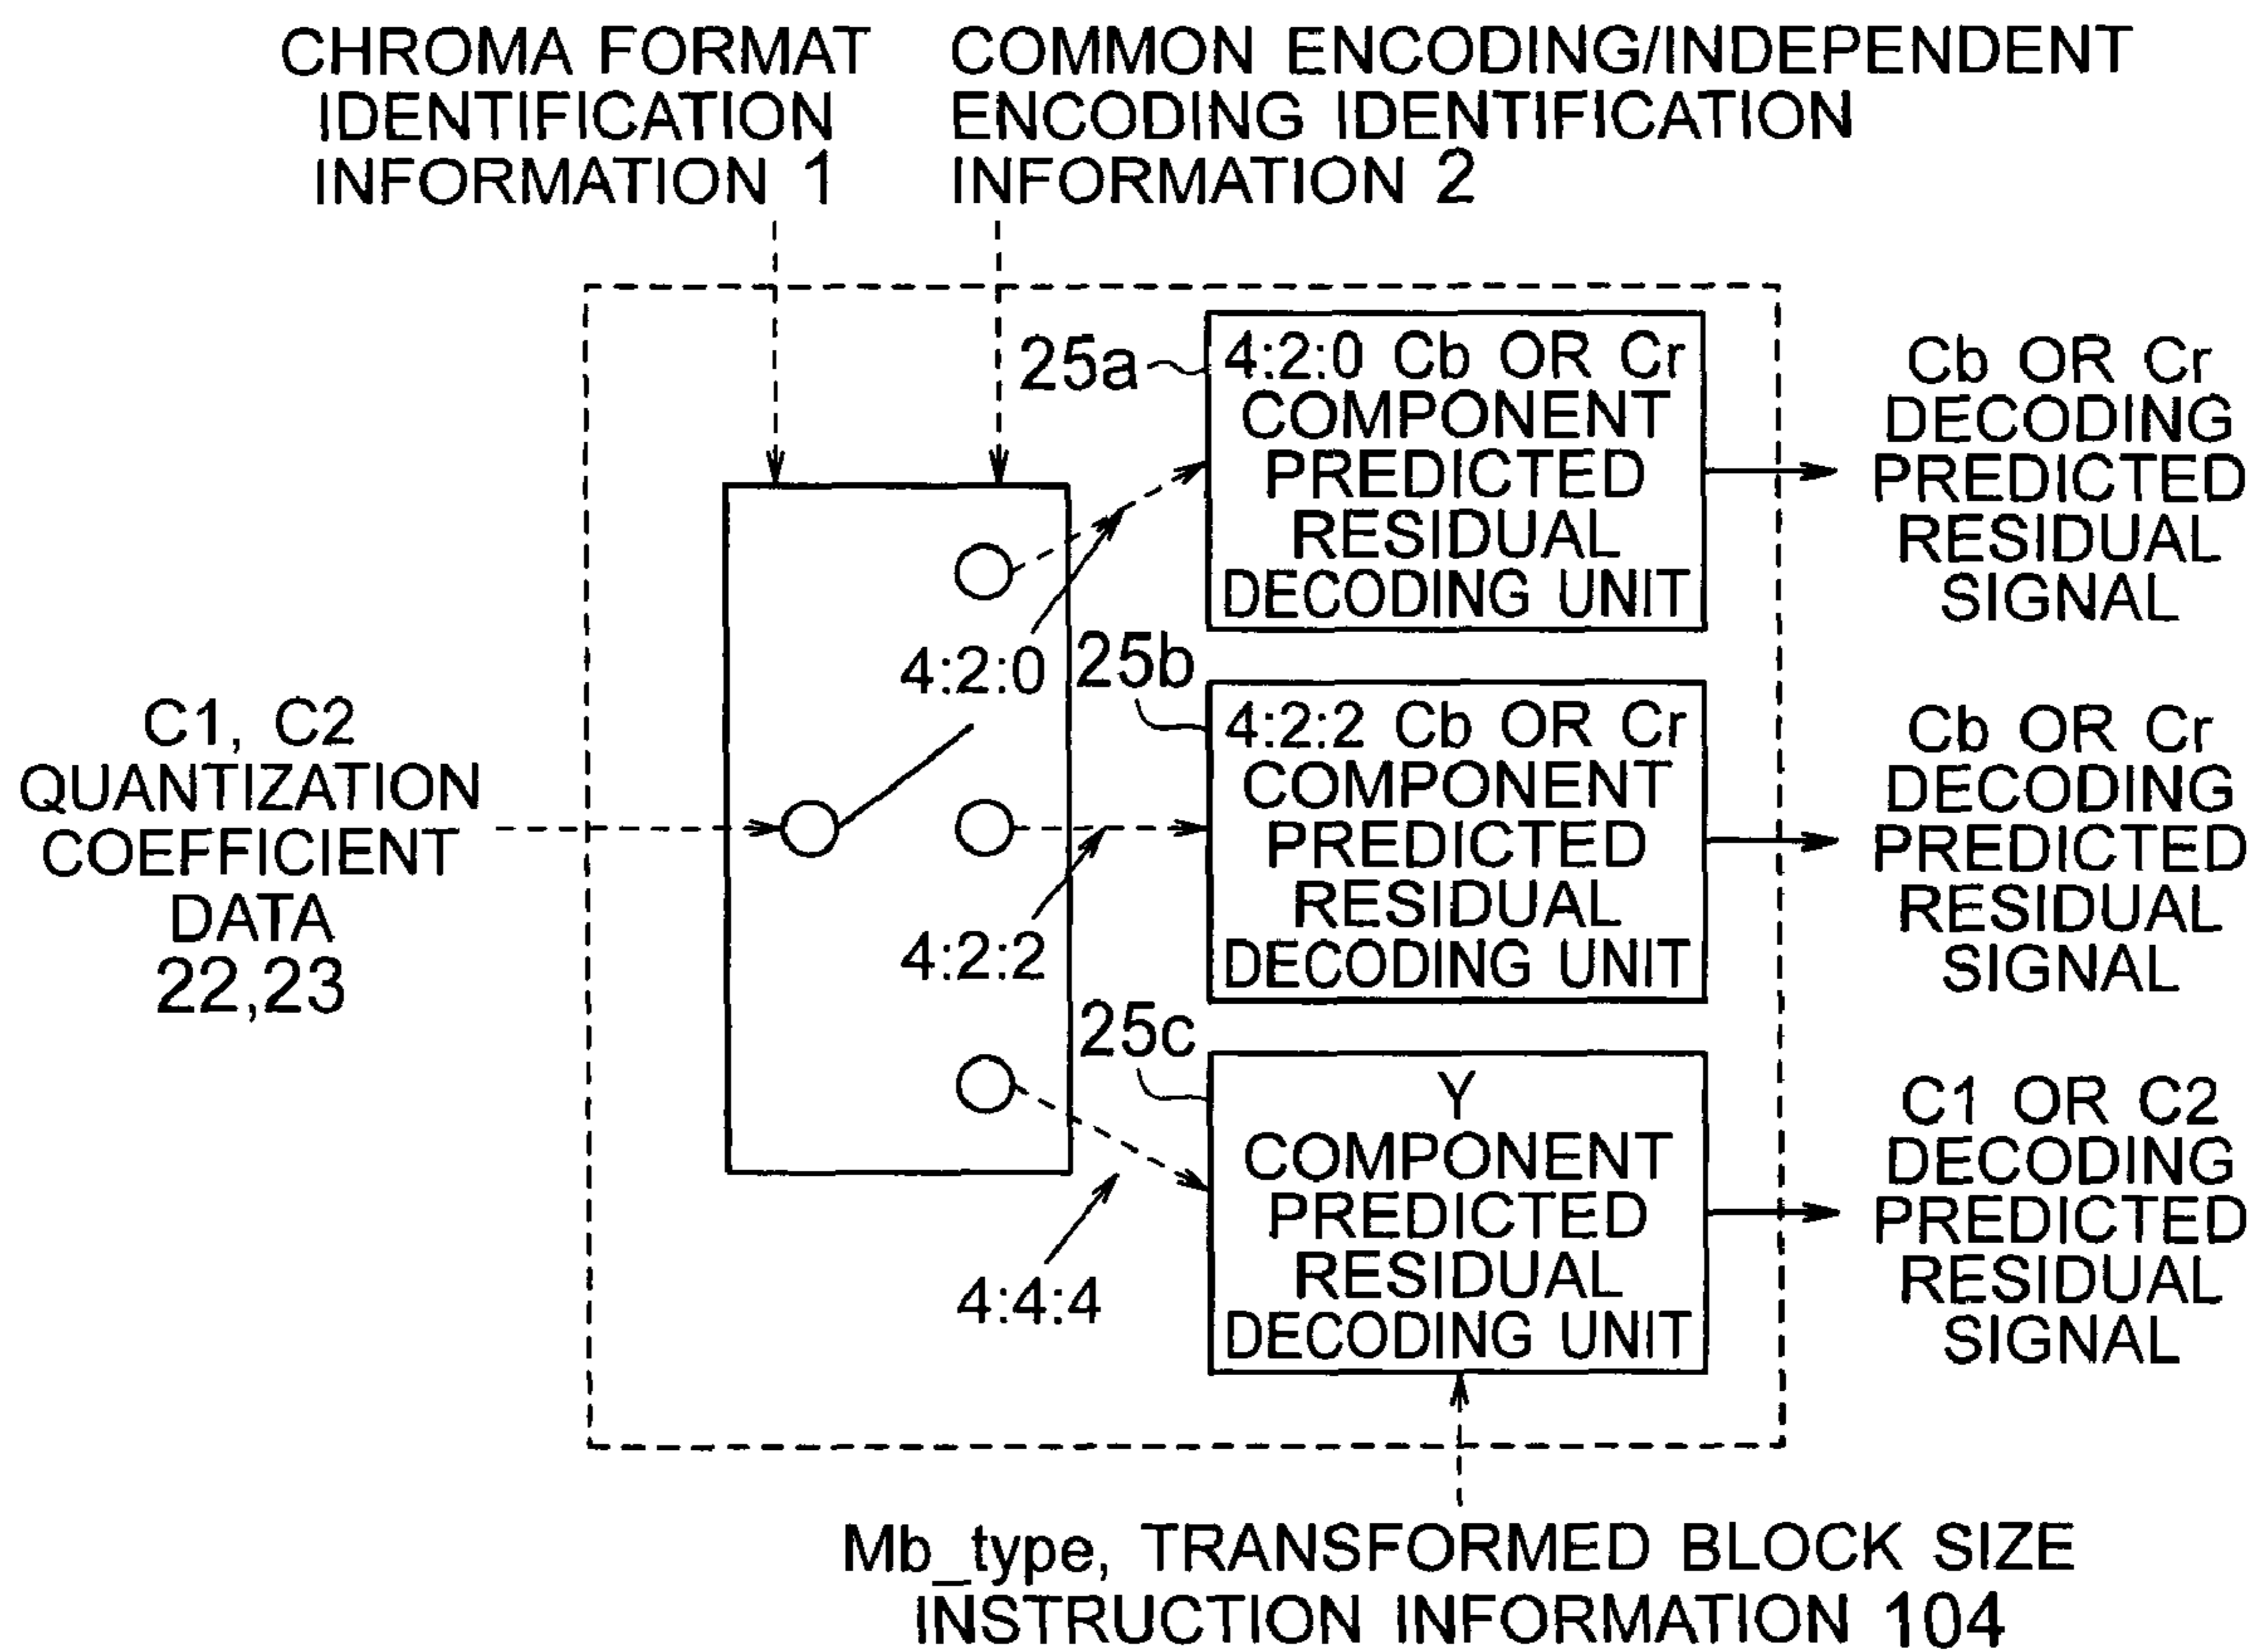 CHROMA FORMAT
IDENTIFICATION
INFORMATION 1
COMMON ENCODING/INDEPENDENT
ENCODING IDENTIFICATION
INFORMATION 2
25a
4:2:0 Cb OR Cr
COMPONENT
PREDICTED
RESIDUAL
DECODING UNIT
Cb OR Cr
DECODING
PREDICTED
RESIDUAL
SIGNAL
4:2:0
25b
4:2:2 Cb OR Cr
COMPONENT
PREDICTED
RESIDUAL
DECODING UNIT
Cb OR Cr
DECODING
PREDICTED
RESIDUAL
SIGNAL
C1, C2
QUANTIZATION
COEFFICIENT
DATA
22,23
4:2:2
25c
Y
COMPONENT
PREDICTED
RESIDUAL
DECODING UNIT
C1 OR C2
DECODING
PREDICTED
RESIDUAL
SIGNAL
4:4:4
Mb_type, TRANSFORMED BLOCK SIZE
INSTRUCTION INFORMATION 104